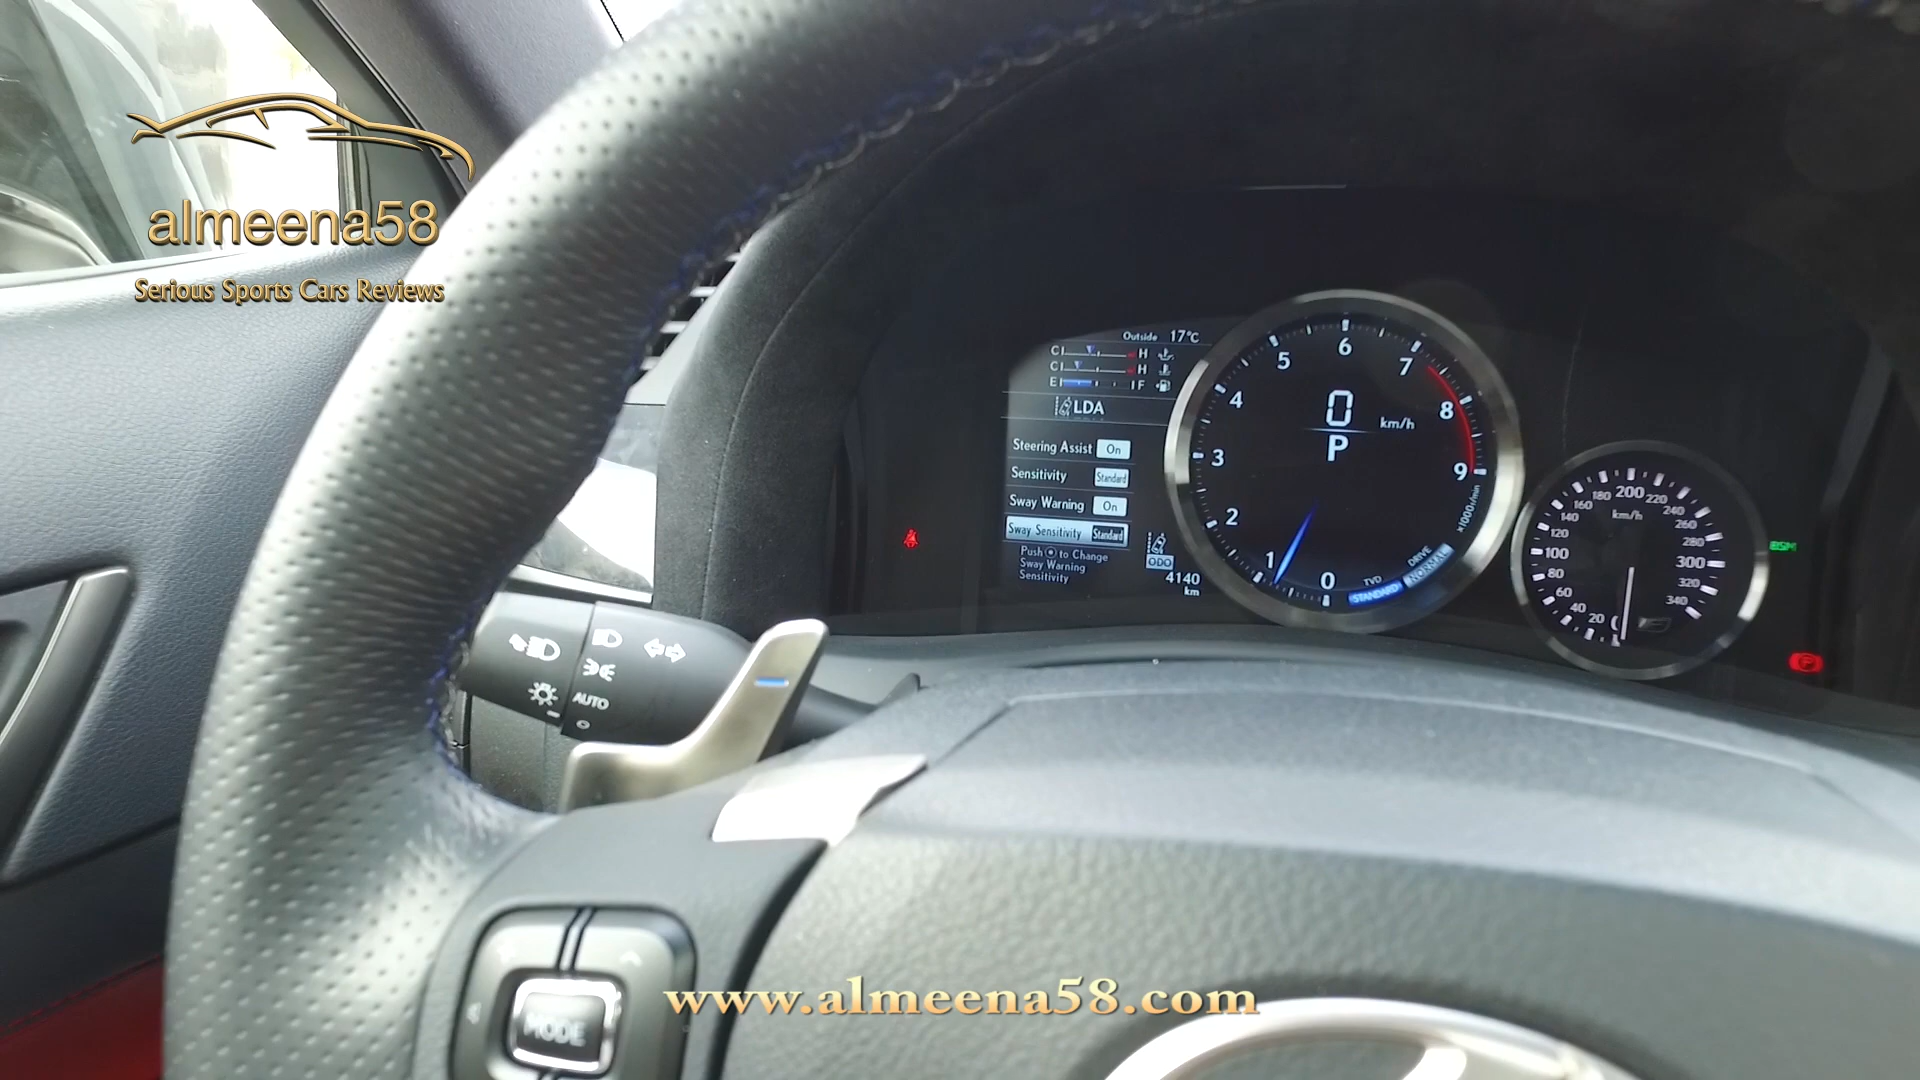 almeena58
Serious Sports Cars Reviews
Outside 17°C
C H
C H
E F
LDA
Steering Assist On
Sensitivity Standard
Sway Warning On
Sway Sensitivity Standard
Push to Change
Sway Warning
Sensitivity
ODO
4140
km
0 1 2 3 4 5 6 7 8 9
x1000r/min
0 km/h
P
TVD
STANDARD
DRIVE
NORMAL
0 20 40 60 80 100 120 140 160 180 200 220 240 260 280 300 320 340
km/h
BSM
P
AUTO
MODE
www.almeena58.com